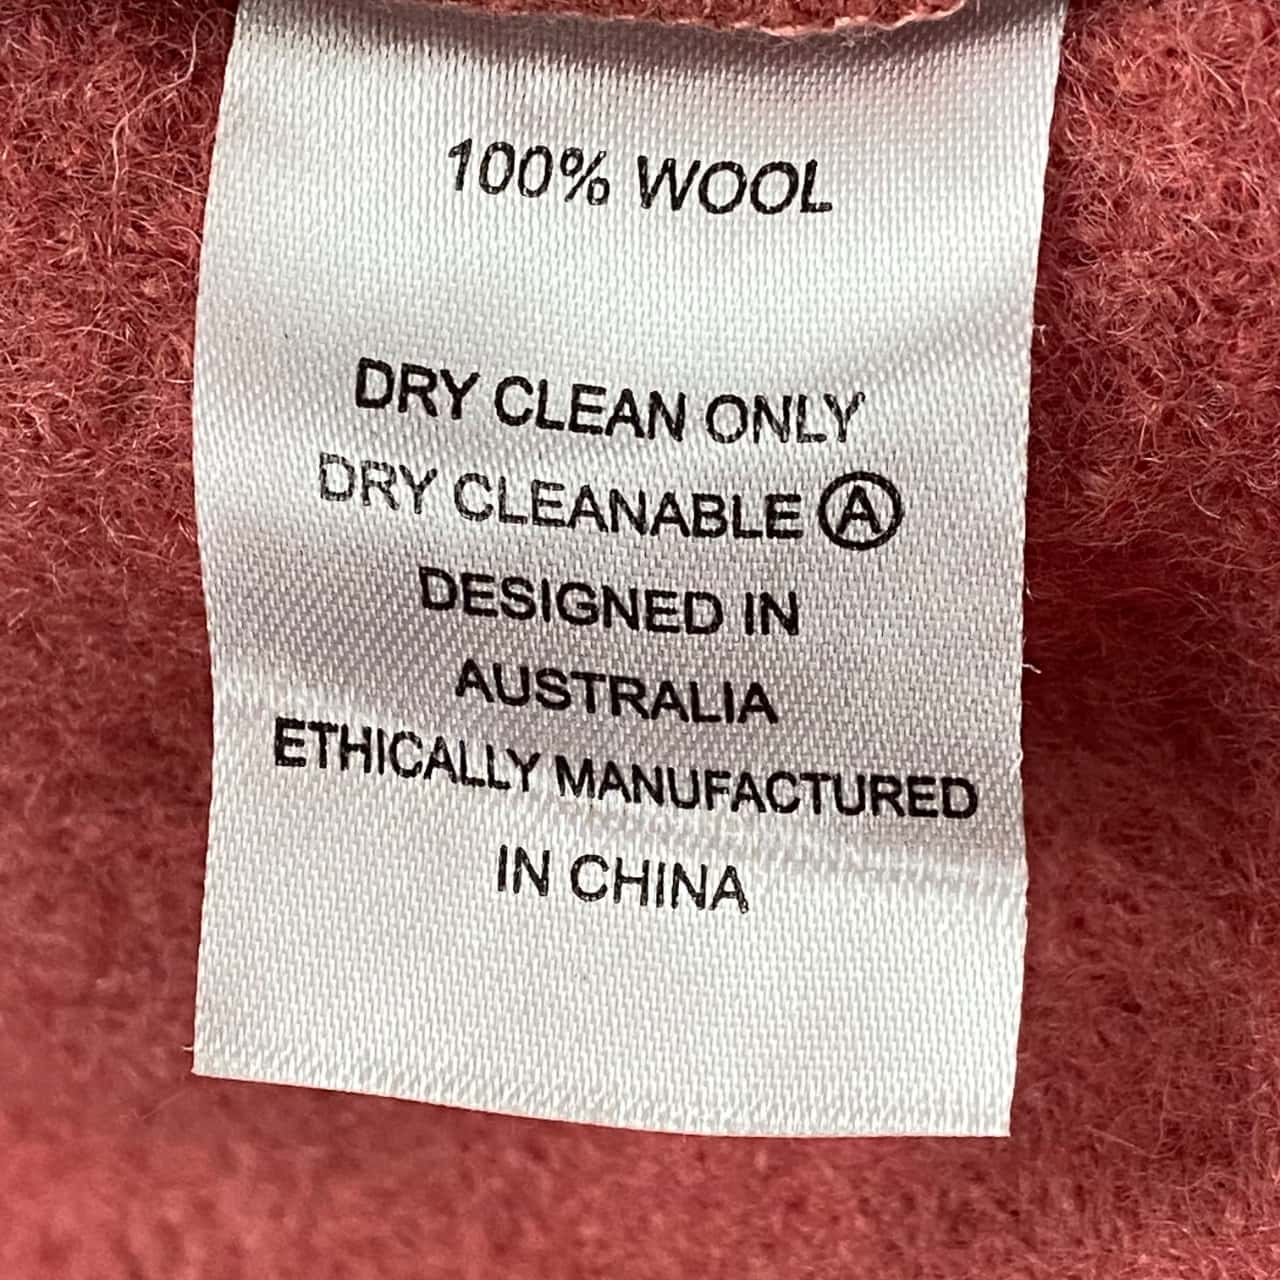 100% WOOL
DRY CLEAN ONLY
DRY CLEANABLE Ⓐ
DESIGNED IN
AUSTRALIA
ETHICALLY MANUFACTURED
IN CHINA